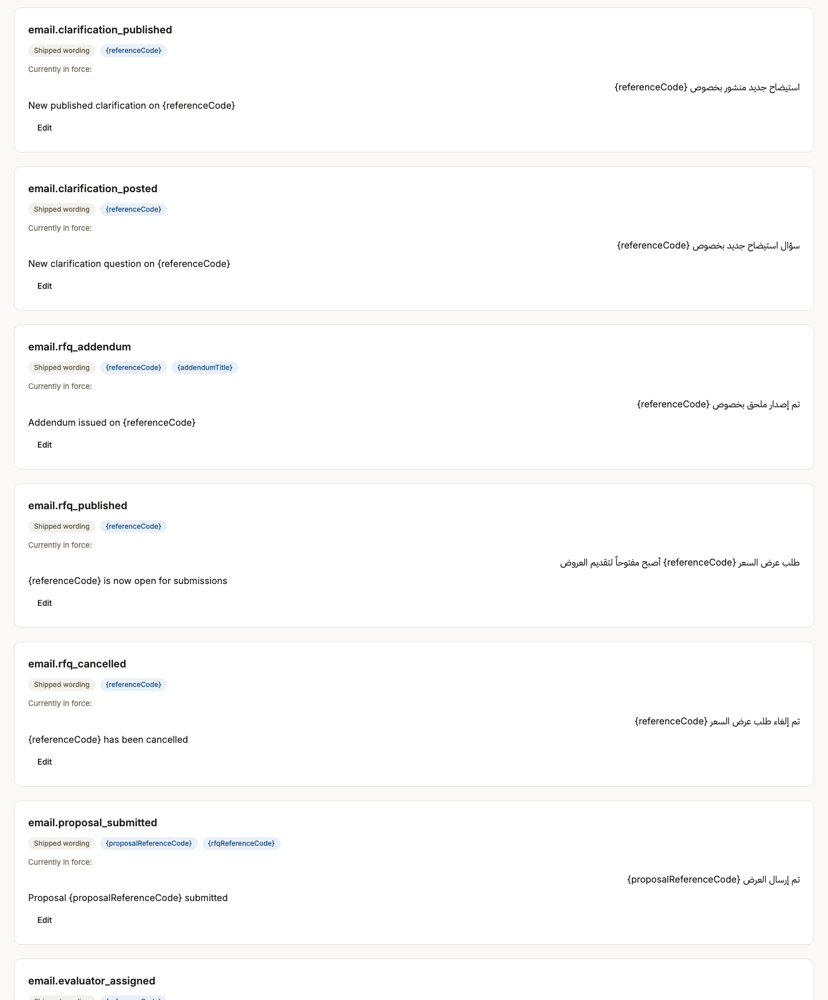 email.clarification_published
Shipped wording {referenceCode}
Currently in force:
استيضاح جديد منشور بخصوص {referenceCode}
New published clarification on {referenceCode}
Edit
email.clarification_posted
Shipped wording {referenceCode}
Currently in force:
سؤال استيضاح جديد بخصوص {referenceCode}
New clarification question on {referenceCode}
Edit
email.rfq_addendum
Shipped wording {referenceCode} {addendumTitle}
Currently in force:
تم إصدار ملحق بخصوص {referenceCode}
Addendum issued on {referenceCode}
Edit
email.rfq_published
Shipped wording {referenceCode}
Currently in force:
طلب عرض السعر {referenceCode} أصبح مفتوحاً لتقديم العروض
{referenceCode} is now open for submissions
Edit
email.rfq_cancelled
Shipped wording {referenceCode}
Currently in force:
تم إلغاء طلب عرض السعر {referenceCode}
{referenceCode} has been cancelled
Edit
email.proposal_submitted
Shipped wording {proposalReferenceCode} {rfqReferenceCode}
Currently in force:
تم إرسال العرض {proposalReferenceCode}
Proposal {proposalReferenceCode} submitted
Edit
email.evaluator_assigned